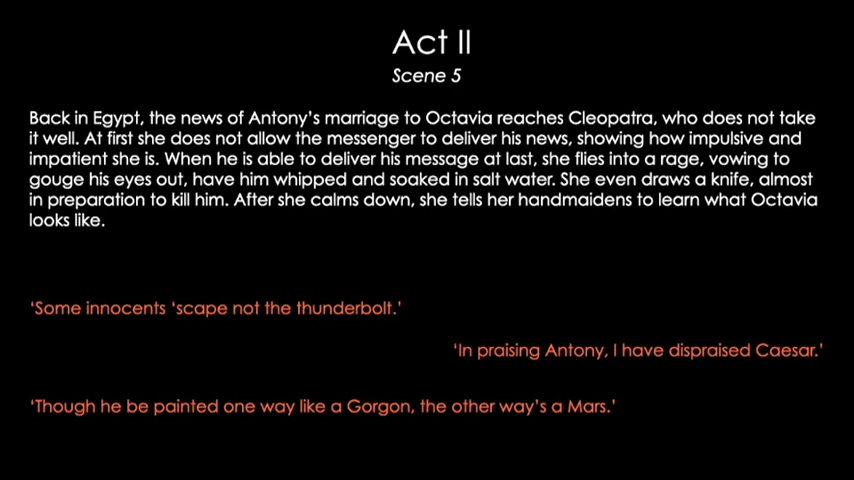 Act II
Scene 5
Back in Egypt, the news of Antony’s marriage to Octavia reaches Cleopatra, who does not take
it well. At first she does not allow the messenger to deliver his news, showing how impulsive and
impatient she is. When he is able to deliver his message at last, she flies into a rage, vowing to
gouge his eyes out, have him whipped and soaked in salt water. She even draws a knife, almost
in preparation to kill him. After she calms down, she tells her handmaidens to learn what Octavia
looks like.
‘Some innocents ‘scape not the thunderbolt.’
‘In praising Antony, I have dispraised Caesar.’
‘Though he be painted one way like a Gorgon, the other way’s a Mars.’